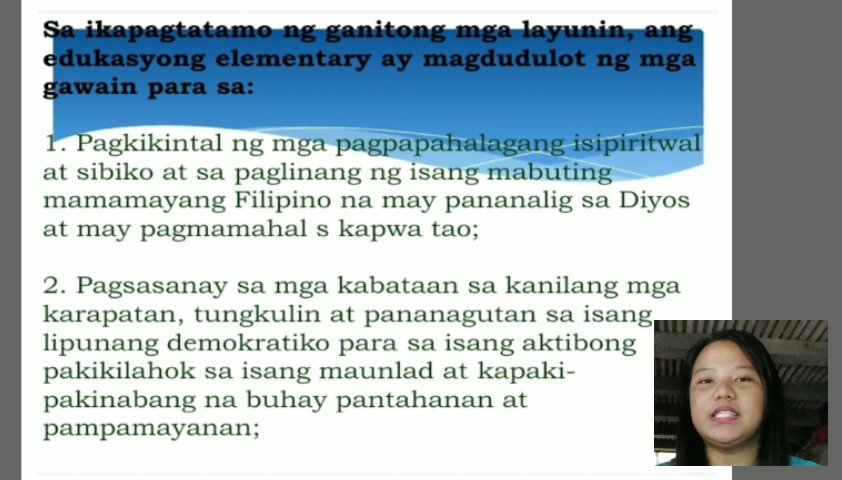 Sa ikapagtatamo ng ganitong mga layunin, ang
edukasyong elementary ay magdudulot ng mga
gawain para sa:
1. Pagkikintal ng mga pagpapahalagang isipiritwal
at sibiko at sa paglinang ng isang mabuting
mamamayang Filipino na may pananalig sa Diyos
at may pagmamahal s kapwa tao;
2. Pagsasanay sa mga kabataan sa kanilang mga
karapatan, tungkulin at pananagutan sa isang
lipunang demokratiko para sa isang aktibong
pakikilahok sa isang maunlad at kapaki-
pakinabang na buhay pantahanan at
pampamayanan;